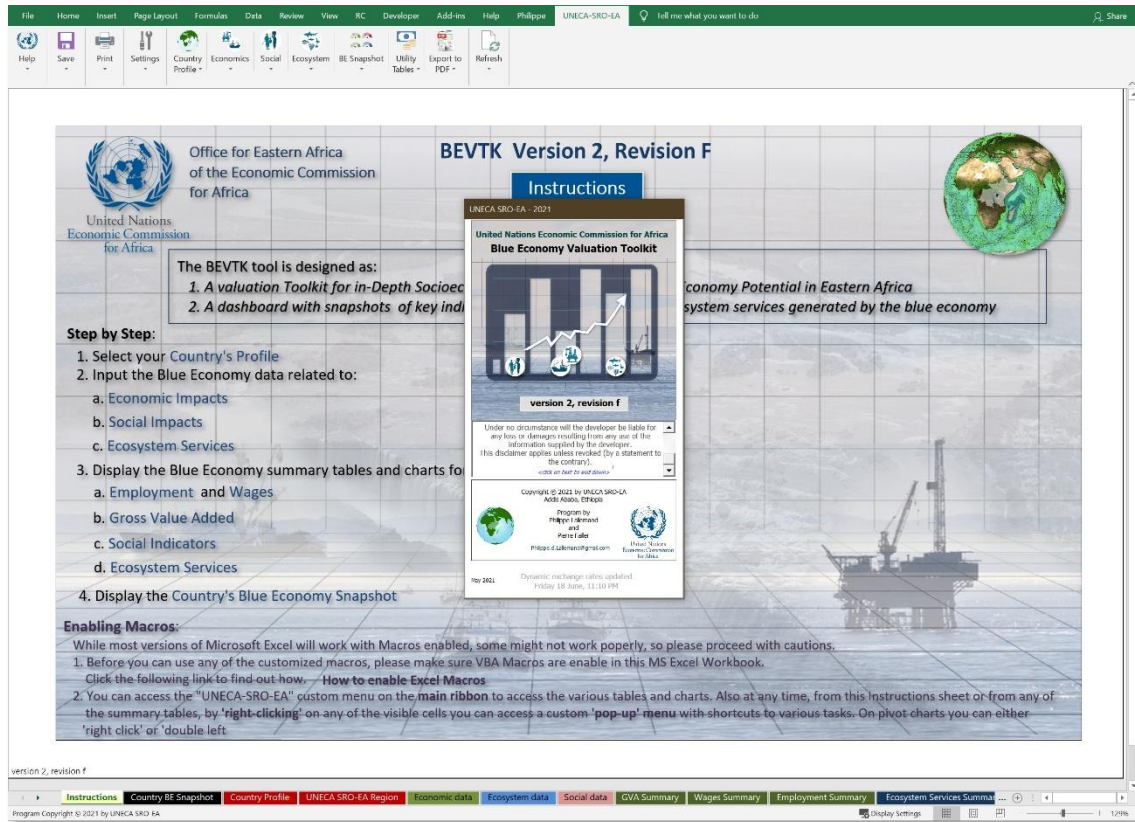 File Home Insert Page Layout Formulas Data Review View RC Developer Add-ins Help Philippe UNECA-SRO-EA Tell me what you want to do Share
Help Save Print Settings Country Profile Economics Social Ecosystem BE Snapshot Utility Tables Export to PDF Refresh
Office for Eastern Africa
of the Economic Commission
for Africa
United Nations
Economic Commission
for Africa
BEVTK Version 2, Revision F
Instructions
The BEVTK tool is designed as:
1. A valuation Toolkit for in-Depth Socioec
conomy Potential in Eastern Africa
2. A dashboard with snapshots of key indi
system services generated by the blue economy
Step by Step:
1. Select your Country's Profile
2. Input the Blue Economy data related to:
a. Economic Impacts
b. Social Impacts
c. Ecosystem Services
3. Display the Blue Economy summary tables and charts for
a. Employment and Wages
b. Gross Value Added
c. Social Indicators
d. Ecosystem Services
4. Display the Country's Blue Economy Snapshot
UNECA SRO-EA - 2021
United Nations Economic Commission for Africa
Blue Economy Valuation Toolkit
version 2, revision f
Under no circumstance will the developer be liable for
any loss or damages resulting from any use of the
information supplied by the developer.
This disclaimer applies unless revoked (by a statement to
the contrary).
<click on text to exit down>
Copyright © 2021 by UNECA SRO-EA
Addis Ababa, Ethiopia
Program by
Philippe Lallemand
and
Pierre Failler
United Nations
Economic Commission
for Africa
May 2021
Dynamic exchange rates updated
Friday 18 June, 11:10 PM
Enabling Macros:
While most versions of Microsoft Excel will work with Macros enabled, some might not work poperly, so please proceed with cautions.
1. Before you can use any of the customized macros, please make sure VBA Macros are enable in this MS Excel Workbook.
Click the following link to find out how. How to enable Excel Macros
2. You can access the "UNECA-SRO-EA" custom menu on the main ribbon to access the various tables and charts. Also at any time, from this Instructions sheet or from any of
the summary tables, by 'right-clicking' on any of the visible cells you can access a custom 'pop-up' menu with shortcuts to various tasks. On pivot charts you can either
'right click' or 'double left
version 2, revision f
Instructions Country BE Snapshot Country Profile UNECA SRO-EA Region Economic data Ecosystem data Social data GVA Summary Wages Summary Employment Summary Ecosystem Services Summar ...
Program Copyright © 2021 by UNECA SRO EA Display Settings 129%